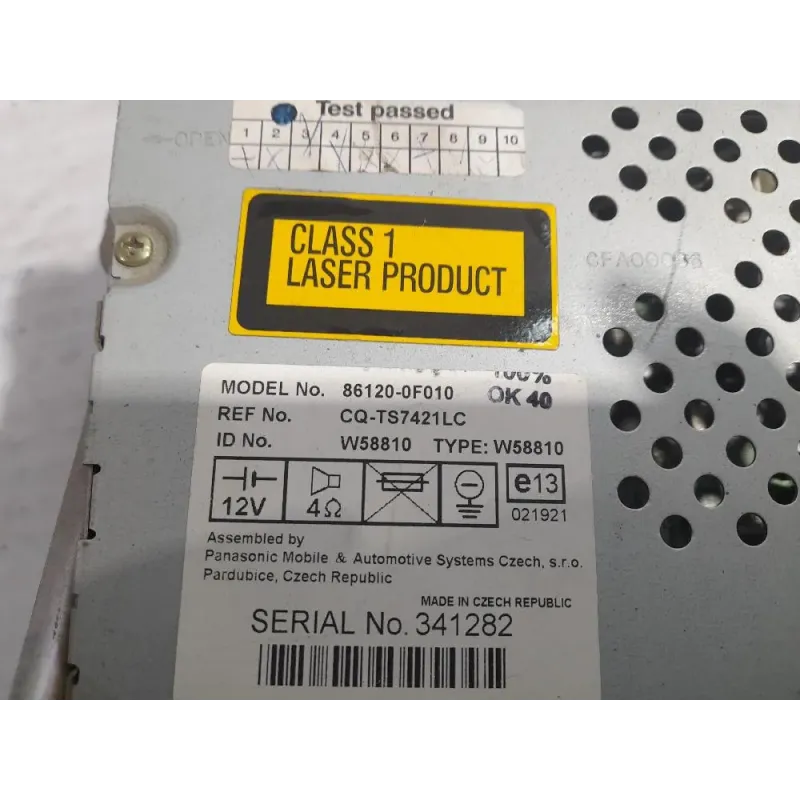 Test passed
1 2 3 4 5 6 7 8 9 10
OPEN
CLASS 1
LASER PRODUCT
CFA00036
100%
OK 40
MODEL No. 86120-0F010
REF No. CQ-TS7421LC
ID No. W58810 TYPE: W58810
12V 4Ω e13
021921
Assembled by
Panasonic Mobile & Automotive Systems Czech, s.r.o.
Pardubice, Czech Republic
MADE IN CZECH REPUBLIC
SERIAL No. 341282